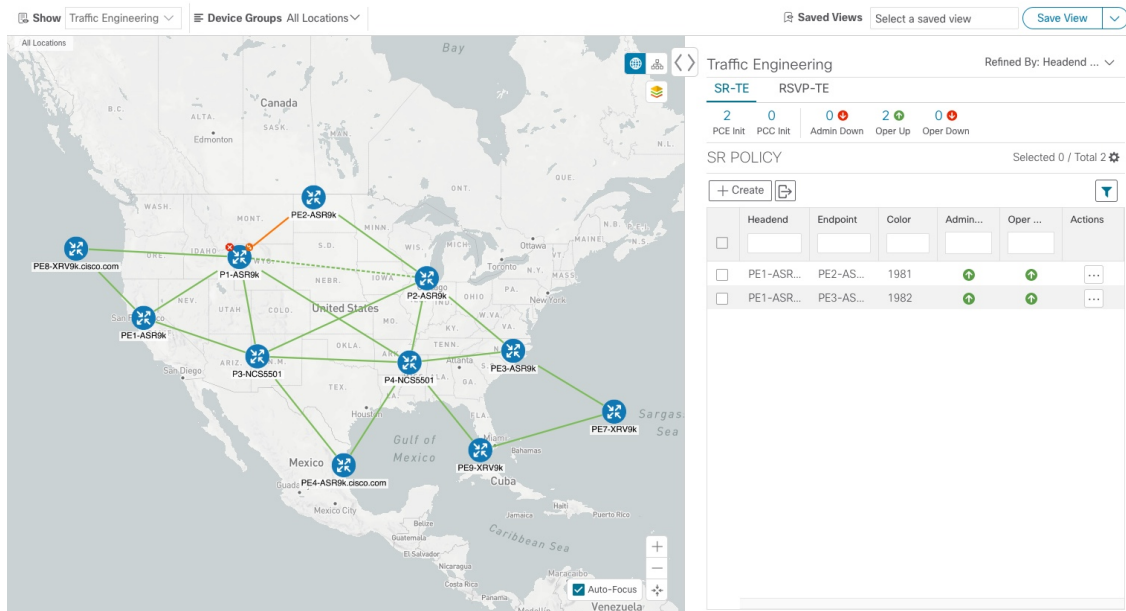 Show Traffic Engineering Device Groups All Locations Saved Views Select a saved view Save View
All Locations
Traffic Engineering Refined By: Headend ...
SR-TE RSVP-TE
2 0 0 2 0
PCE Init PCC Init Admin Down Oper Up Oper Down
SR POLICY Selected 0 / Total 2
+ Create
Headend Endpoint Color Admin... Oper ... Actions
PE1-ASR... PE2-AS... 1981 ...
PE1-ASR... PE3-AS... 1982 ...
Bay
Canada
B.C.
ALTA.
SASK.
MAN.
Edmonton
N.L.
ONT.
QUE.
WASH.
MONT.
PE2-ASR9k
MINN.
N.B.
P.E.I.
ORE.
IDAHO
S.D.
WIS.
MICH.
Ottawa
MAINE
N.S.
PE8-XRV9k.cisco.com
P1-ASR9k
Toronto
VT.
NEBR.
IOWA
N.Y.
MASS.
P2-ASR9k
NEV.
UTAH
COLO.
United States
OHIO
PA.
New York
IND.
MO.
W.VA.
KY.
VA.
PE1-ASR9k
OKLA.
TENN.
San Diego
ARIZ.
N.M.
P3-NCS5501
P4-NCS5501
Atlanta
PE3-ASR9k
LA.
GA.
TEX.
Houston
FLA.
PE7-XRV9k
Sargas
Sea
Gulf of
Mexico
Miami
Bahamas
PE9-XRV9k
Mexico
PE4-ASR9k.cisco.com
Cuba
Mexico City
Haiti
Jamaica
Puerto Rico
Belize
Guatemala
Caribbean Sea
El Salvador
Nicaragua
Costa Rica
Maracaibo
Panama
Medellín
Venezuela
+
−
Auto-Focus